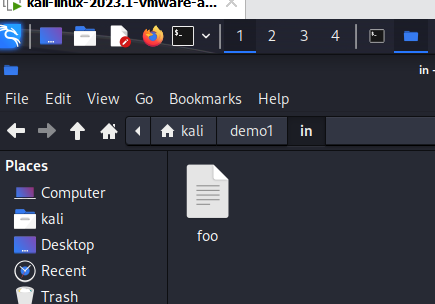 kali-linux-2023.1-vmware-a...
1 2 3 4
in -
File Edit View Go Bookmarks Help
kali demo1 in
Places
Computer
kali
Desktop
Recent
Trash
foo